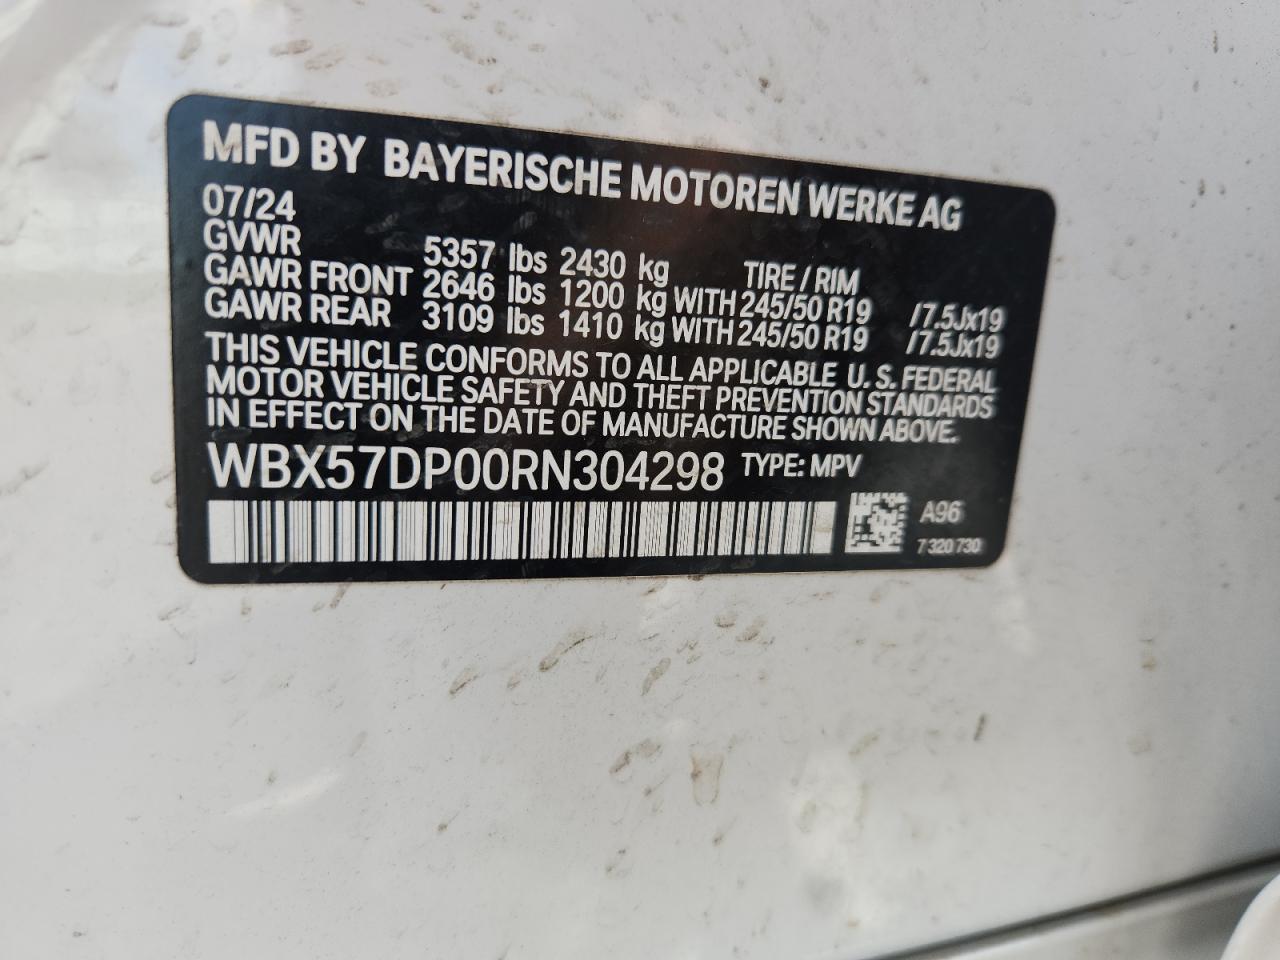 MFD BY BAYERISCHE MOTOREN WERKE AG
07/24
GVWR 5357 lbs 2430 kg TIRE / RIM
GAWR FRONT 2646 lbs 1200 kg WITH 245/50 R19 /7.5Jx19
GAWR REAR 3109 lbs 1410 kg WITH 245/50 R19 /7.5Jx19
THIS VEHICLE CONFORMS TO ALL APPLICABLE U. S. FEDERAL
MOTOR VEHICLE SAFETY AND THEFT PREVENTION STANDARDS
IN EFFECT ON THE DATE OF MANUFACTURE SHOWN ABOVE.
WBX57DP00RN304298 TYPE: MPV
A96
7 320 730